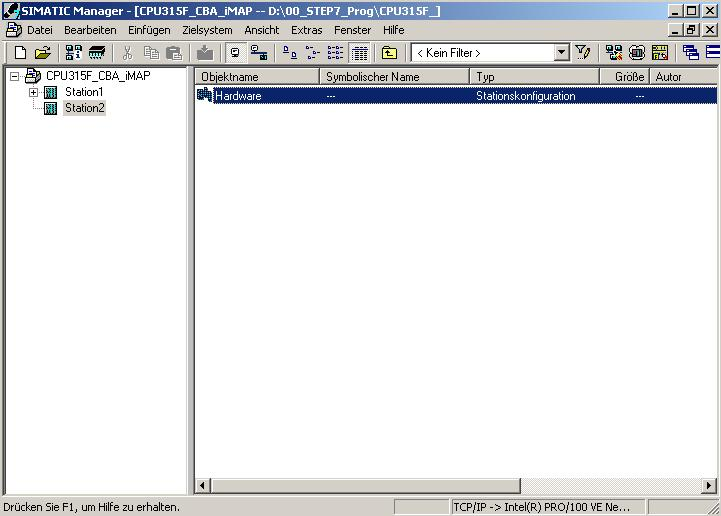 SIMATIC Manager - [CPU315F_CBA_iMAP -- D:\00_STEP7_Prog\CPU315F_]
Datei Bearbeiten Einfügen Zielsystem Ansicht Extras Fenster Hilfe
< Kein Filter >
CPU315F_CBA_iMAP
Station1
Station2
Objektname Symbolischer Name Typ Größe Autor
Hardware --- Stationskonfiguration ---
Drücken Sie F1, um Hilfe zu erhalten. TCP/IP -> Intel(R) PRO/100 VE Ne...